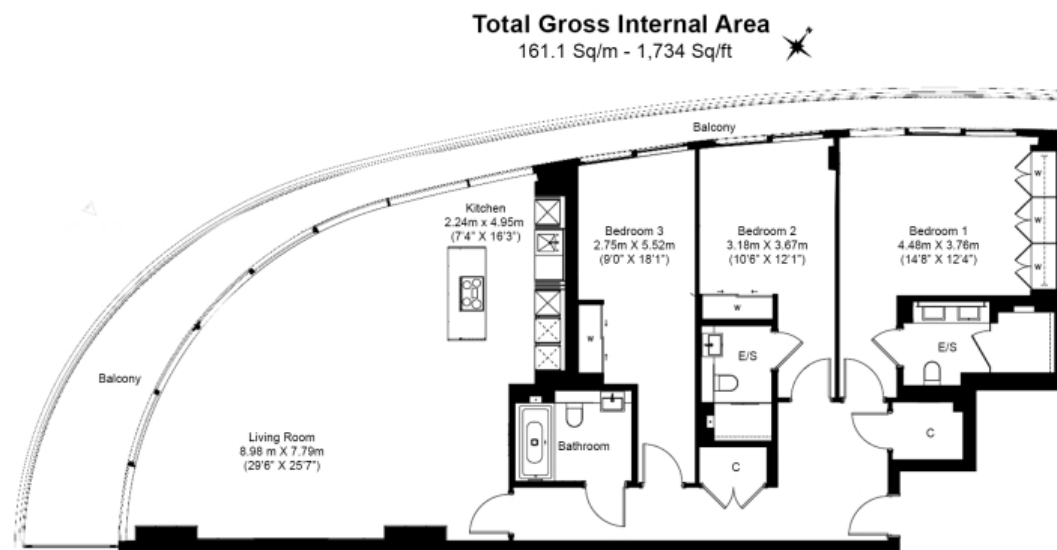 Total Gross Internal Area
161.1 Sq/m - 1,734 Sq/ft
N
Balcony
Kitchen
2.24m x 4.95m
(7'4" X 16'3")
Bedroom 3
2.75m X 5.52m
(9'0" X 18'1")
Bedroom 2
3.18m X 3.67m
(10'6" X 12'1")
Bedroom 1
4.48m X 3.76m
(14'8" X 12'4")
W
W
W
W
W
E/S
E/S
Balcony
Living Room
8.98 m X 7.79m
(29'6" X 25'7")
Bathroom
C
C